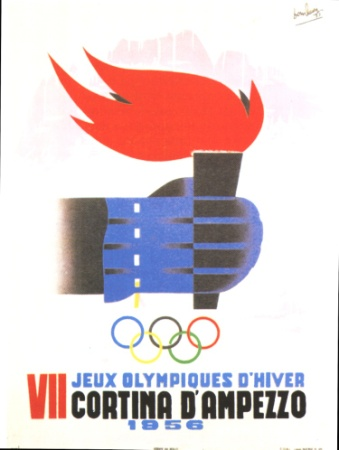 VII JEUX OLYMPIQUES D'HIVER
CORTINA D'AMPEZZO
1956